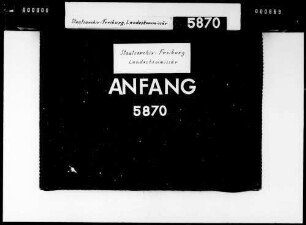 Staatsarchiv Freiburg, Landeskommissär
5870
Staatsarchiv Freiburg
Landeskommissär
ANFANG
5870